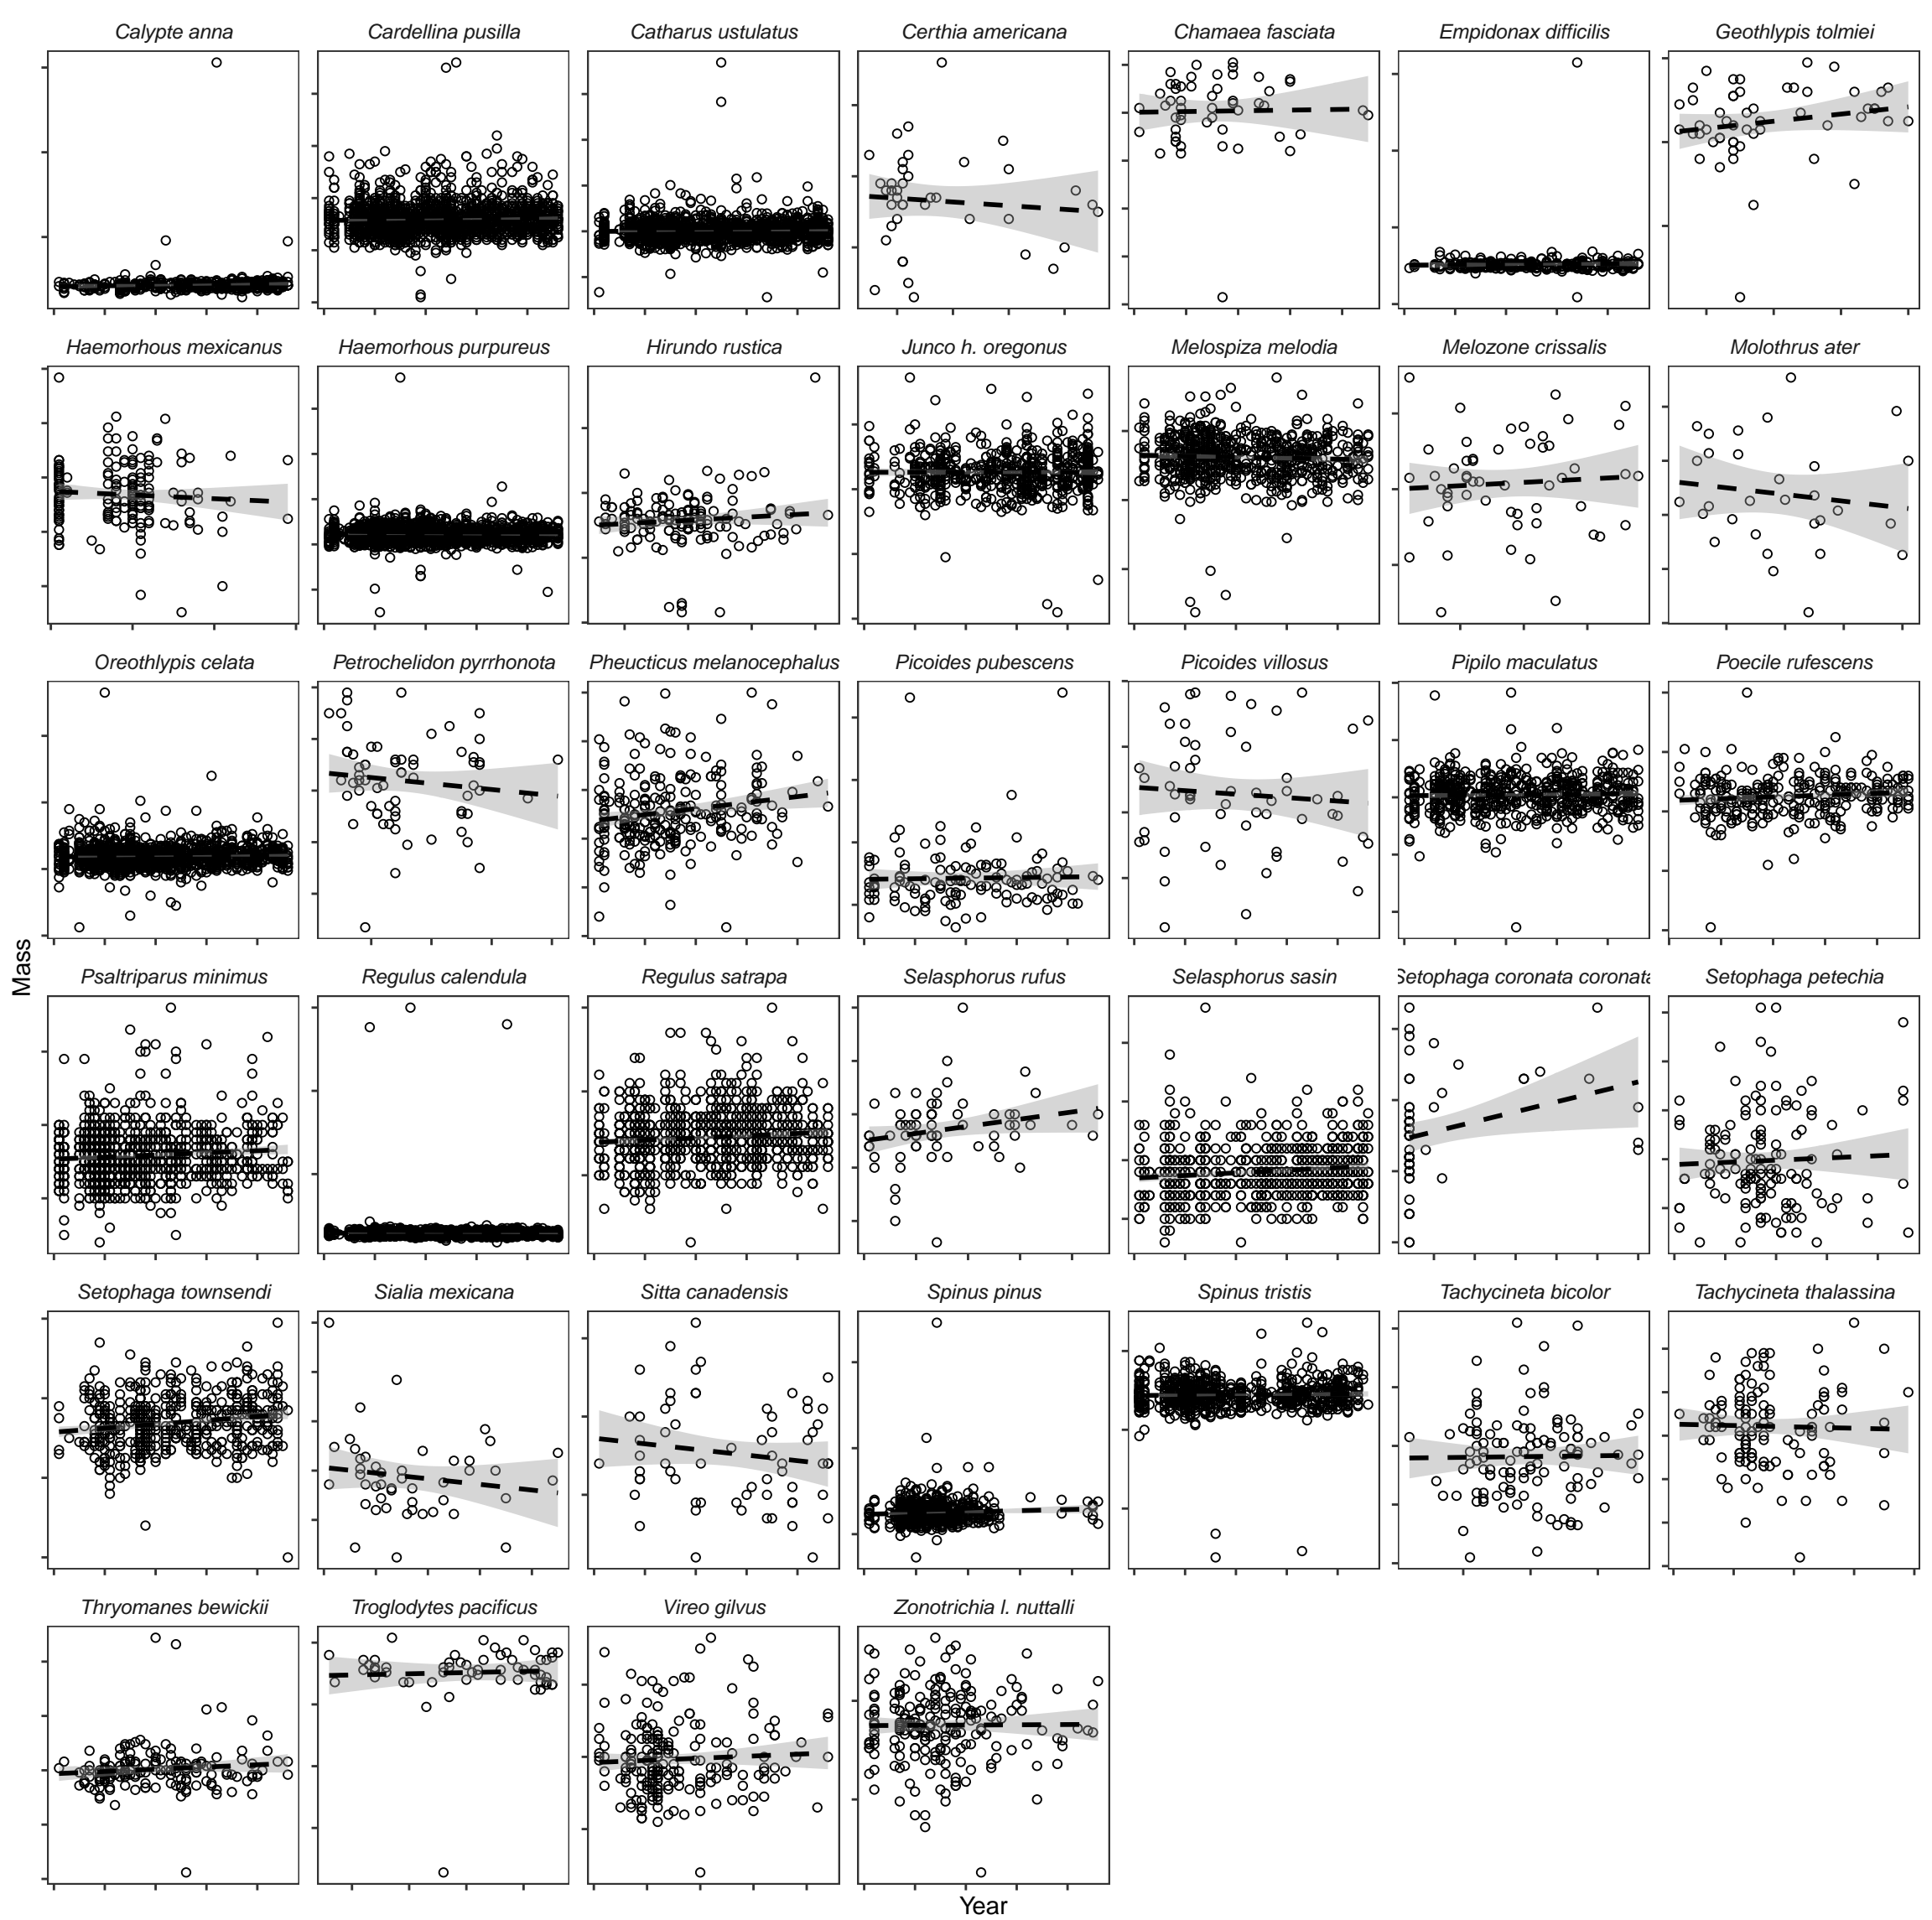 Calypte anna
Cardellina pusilla
Catharus ustulatus
Certhia americana
Chamaea fasciata
Empidonax difficilis
Geothlypis tolmiei
Haemorhous mexicanus
Haemorhous purpureus
Hirundo rustica
Junco h. oregonus
Melospiza melodia
Melozone crissalis
Molothrus ater
Oreothlypis celata
Petrochelidon pyrrhonota
Pheucticus melanocephalus
Picoides pubescens
Picoides villosus
Pipilo maculatus
Poecile rufescens
Mass
Psaltriparus minimus
Regulus calendula
Regulus satrapa
Selasphorus rufus
Selasphorus sasin
Setophaga coronata coronata
Setophaga petechia
Setophaga townsendi
Sialia mexicana
Sitta canadensis
Spinus pinus
Spinus tristis
Tachycineta bicolor
Tachycineta thalassina
Thryomanes bewickii
Troglodytes pacificus
Vireo gilvus
Zonotrichia l. nuttalli
Year